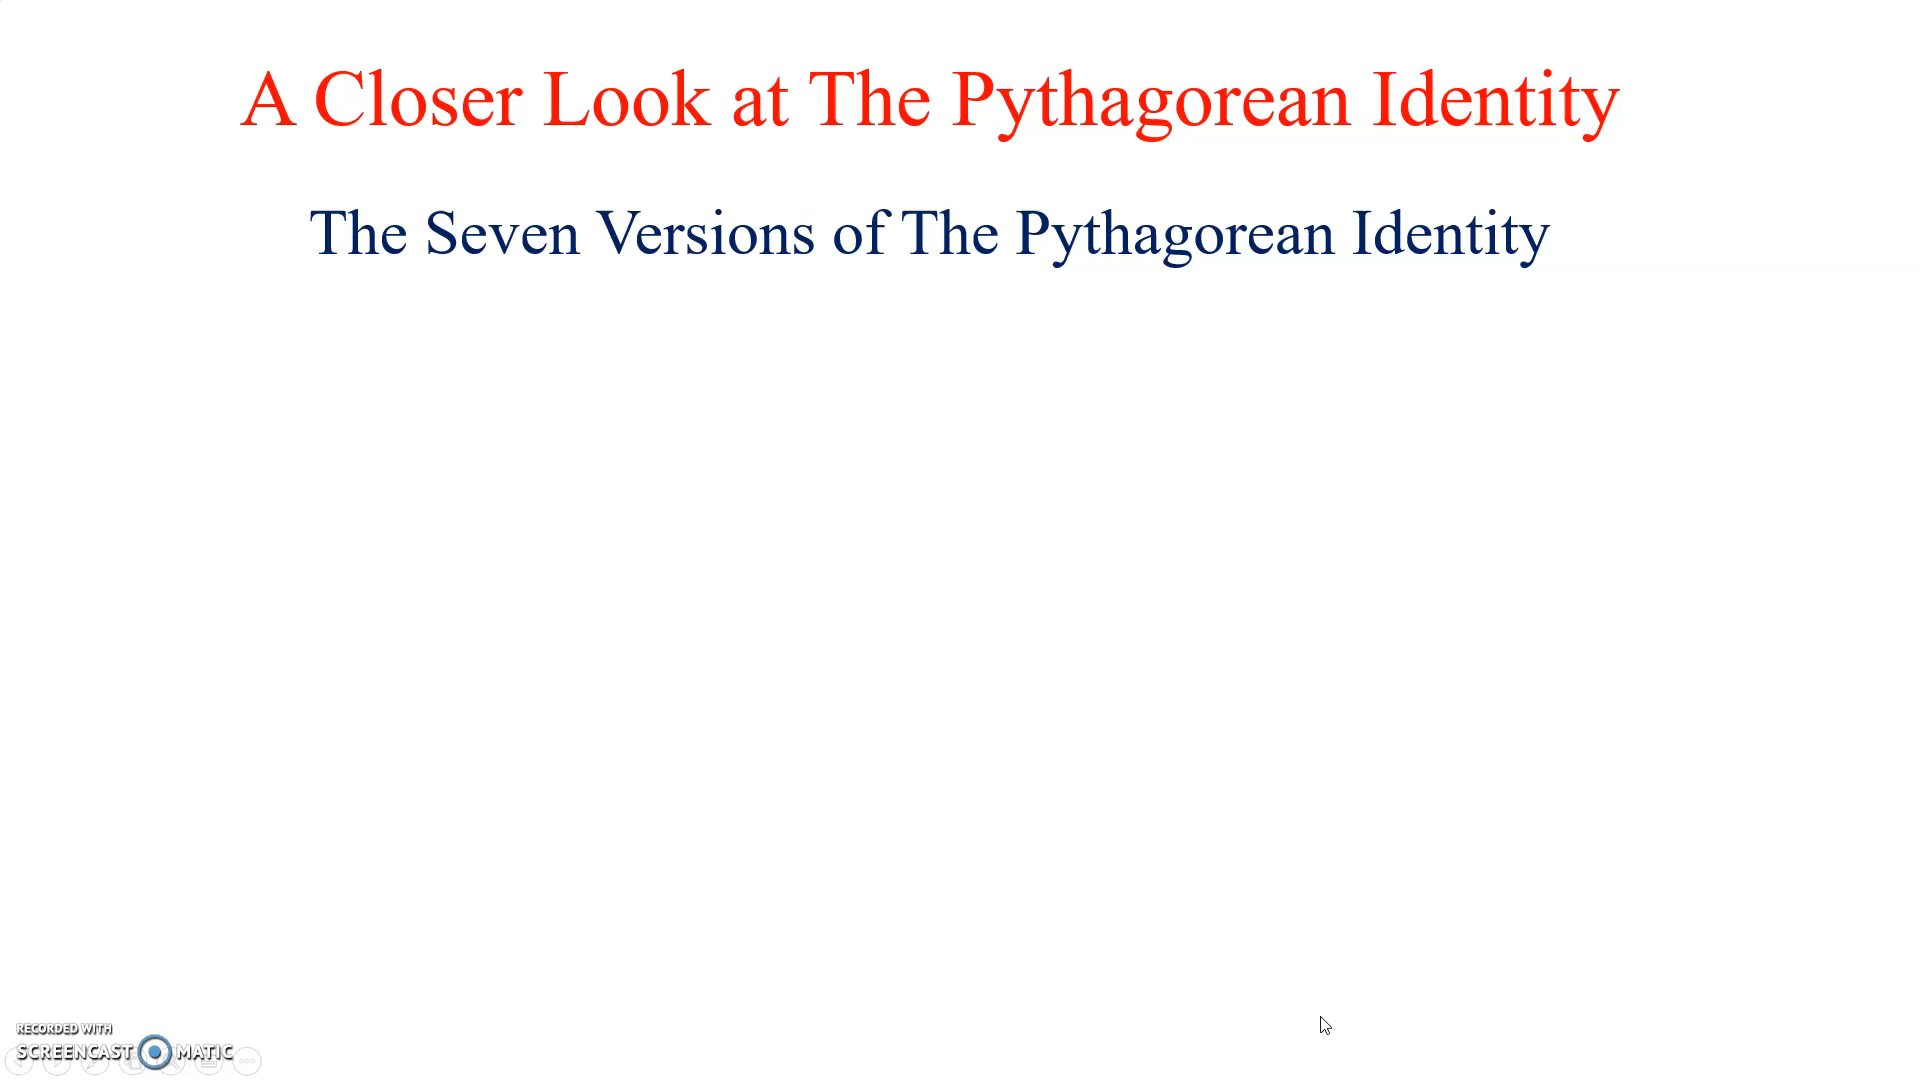 A Closer Look at The Pythagorean Identity
The Seven Versions of The Pythagorean Identity
RECORDED WITH
SCREENCAST MATIC